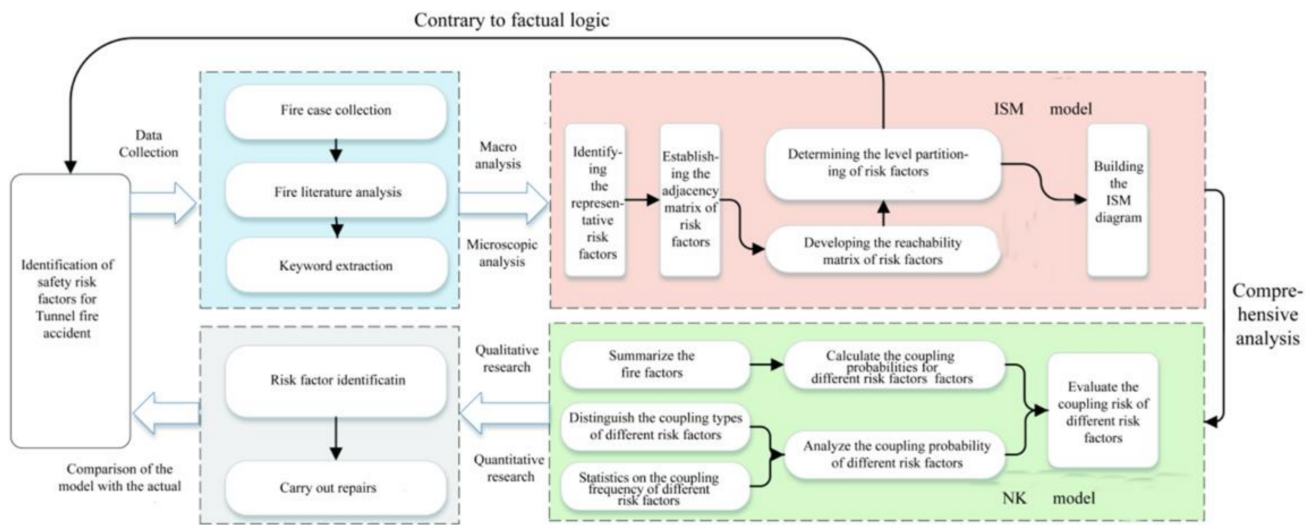 Contrary to factual logic
Data
Collection
Fire case collection
Fire literature analysis
Keyword extraction
Macro
analysis
Microscopic
analysis
ISM model
Identify-
ing the
represen-
tative
risk
factors
Establish-
ing the
adjacency
matrix of
risk
factors
Determining the level partition-
ing of risk factors
Developing the reachability
matrix of risk factors
Building
the
ISM
diagram
Identification of
safety risk
factors for
Tunnel fire
accident
Compre-
hensive
analysis
Risk factor identificatin
Carry out repairs
Qualitative
research
Quantitative
research
Summarize the
fire factors
Distinguish the coupling types
of different risk factors
Statistics on the coupling
frequency of different
risk factors
Calculate the coupling
probabilities for
different risk factors factors
Analyze the coupling probability
of different risk factors
Evaluate the
coupling risk of
different risk
factors
NK model
Comparison of the
model with the actual